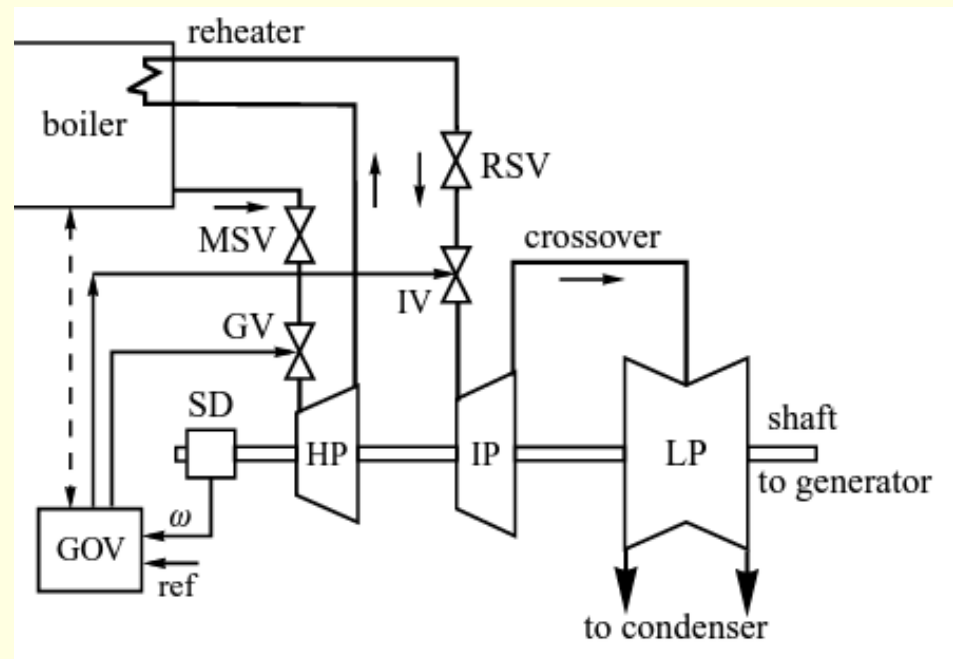 reheater
boiler
RSV
MSV
crossover
IV
GV
SD
HP
IP
LP
shaft
to generator
ω
GOV
ref
to condenser